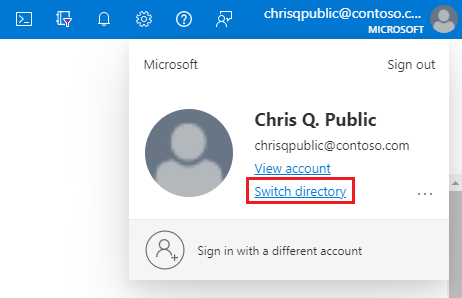 chrisqpublic@contoso.c...
MICROSOFT
Microsoft
Sign out
Chris Q. Public
chrisqpublic@contoso.com
View account
Switch directory
...
Sign in with a different account